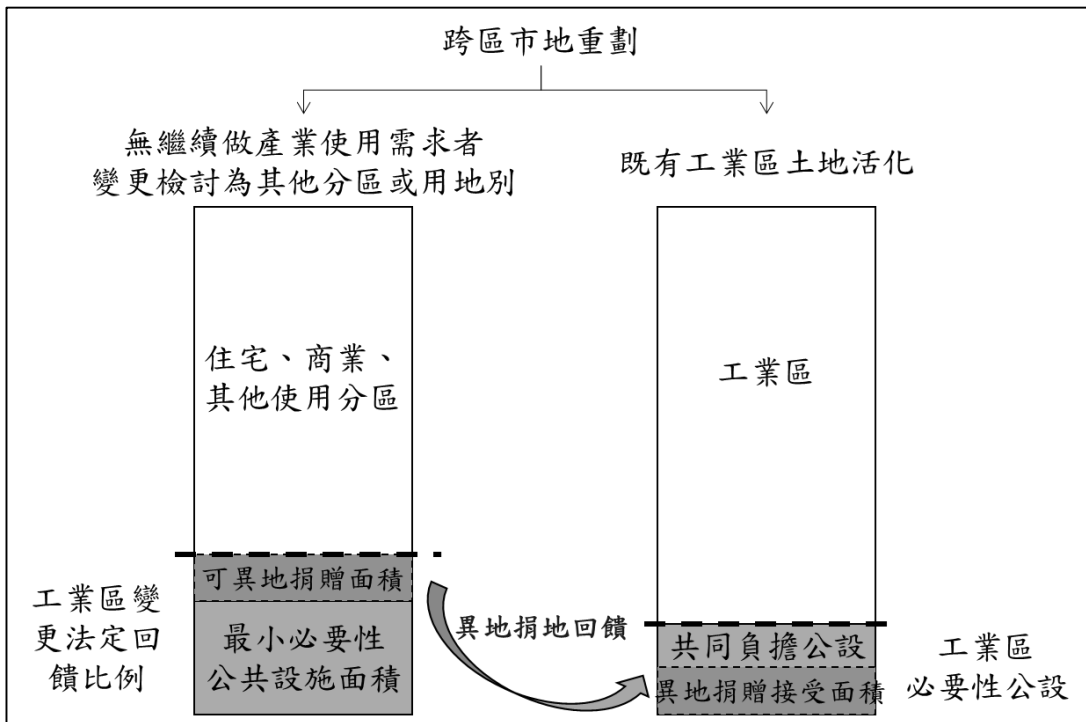 跨區市地重劃
無繼續做產業使用需求者
變更檢討為其他分區或用地別
既有工業區土地活化
住宅、商業、
其他使用分區
工業區
可異地捐贈面積
最小必要性
公共設施面積
工業區變
更法定回
饋比例
異地捐地回饋
共同負擔公設
異地捐贈接受面積
工業區
必要性公設